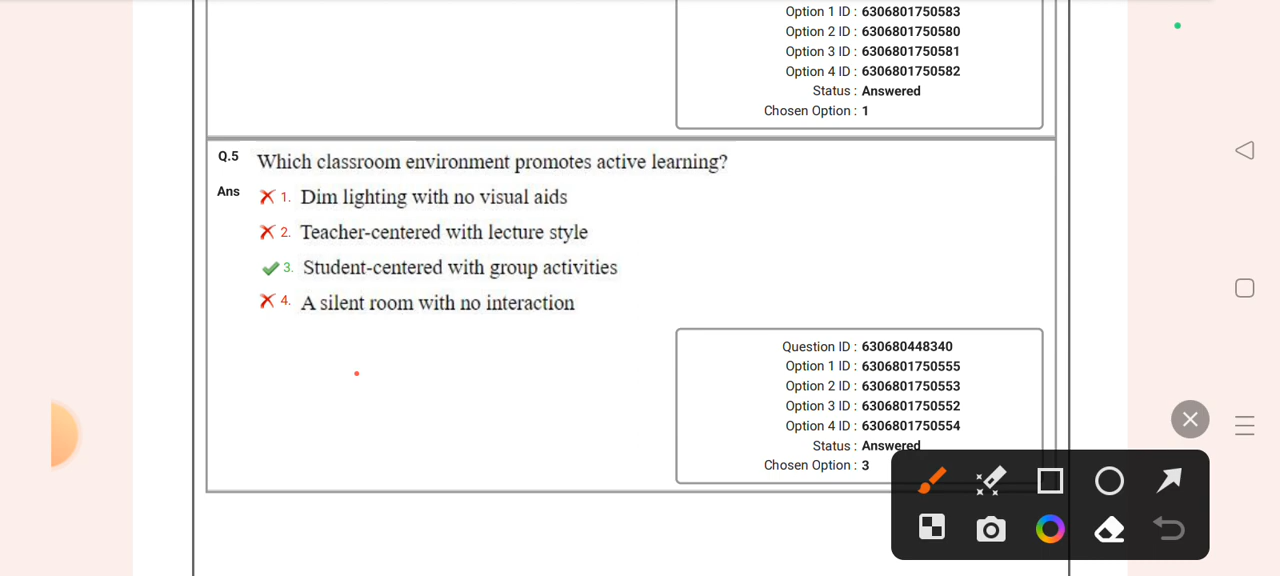 Option 1 ID : 6306801750583
Option 2 ID : 6306801750580
Option 3 ID : 6306801750581
Option 4 ID : 6306801750582
Status : Answered
Chosen Option : 1
Q.5 Which classroom environment promotes active learning?
Ans 1. Dim lighting with no visual aids
2. Teacher-centered with lecture style
3. Student-centered with group activities
4. A silent room with no interaction
Question ID : 630680448340
Option 1 ID : 6306801750555
Option 2 ID : 6306801750553
Option 3 ID : 6306801750552
Option 4 ID : 6306801750554
Status : Answered
Chosen Option : 3